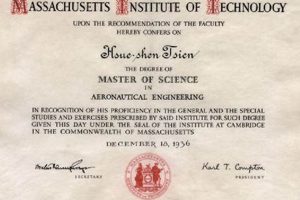 MASSACHUSETTS INSTITUTE OF TECHNOLOGY
UPON THE RECOMMENDATION OF THE FACULTY
HEREBY CONFERS ON
Hsue-shen Tsien
THE DEGREE OF
MASTER OF SCIENCE
IN
AERONAUTICAL ENGINEERING
IN RECOGNITION OF HIS PROFICIENCY IN THE GENERAL AND THE SPECIAL
STUDIES AND EXERCISES PRESCRIBED BY SAID INSTITUTE FOR SUCH DEGREE
GIVEN THIS DAY UNDER THE SEAL OF THE INSTITUTE AT CAMBRIDGE
IN THE COMMONWEALTH OF MASSACHUSETTS
DECEMBER 18, 1936
Karl T. Compton
SECRETARY
PRESIDENT